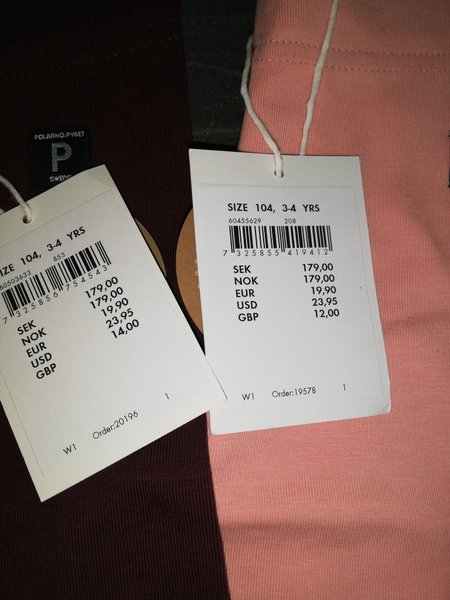 POLARN O. PYRET
P
SWEDEN
SIZE 104, 3-4 YRS
60503633 853
7 325856 754543
SEK 179,00
NOK 179,00
EUR 19,90
USD 23,95
GBP 14,00
W1 Order:20196 1
SIZE 104, 3-4 YRS
60455629 208
7 325855 419412
SEK 179,00
NOK 179,00
EUR 19,90
USD 23,95
GBP 12,00
W1 Order:19578 1